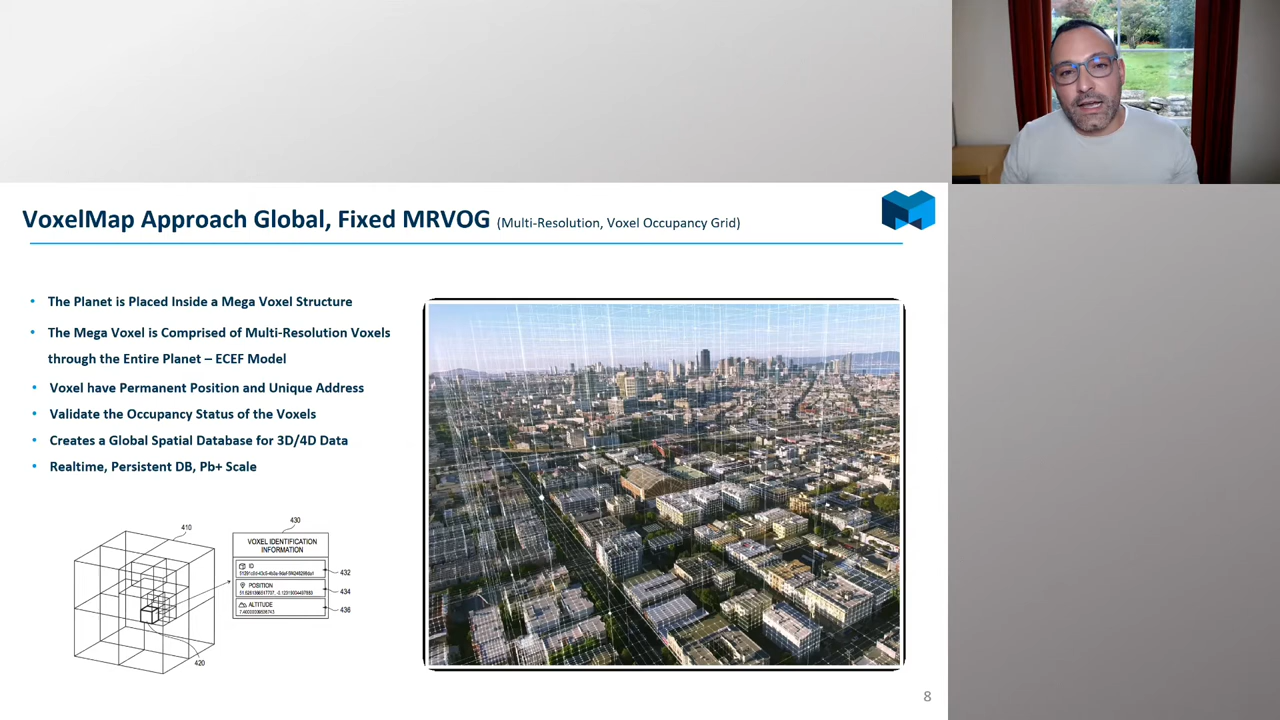 VoxelMap Approach Global, Fixed MRVOG (Multi-Resolution, Voxel Occupancy Grid)
• The Planet is Placed Inside a Mega Voxel Structure
• The Mega Voxel is Comprised of Multi-Resolution Voxels
through the Entire Planet – ECEF Model
• Voxel have Permanent Position and Unique Address
• Validate the Occupancy Status of the Voxels
• Creates a Global Spatial Database for 3D/4D Data
• Realtime, Persistent DB, Pb+ Scale
410
420
430
VOXEL IDENTIFICATION
INFORMATION
ID
432
POSITION
434
ALTITUDE
436
8